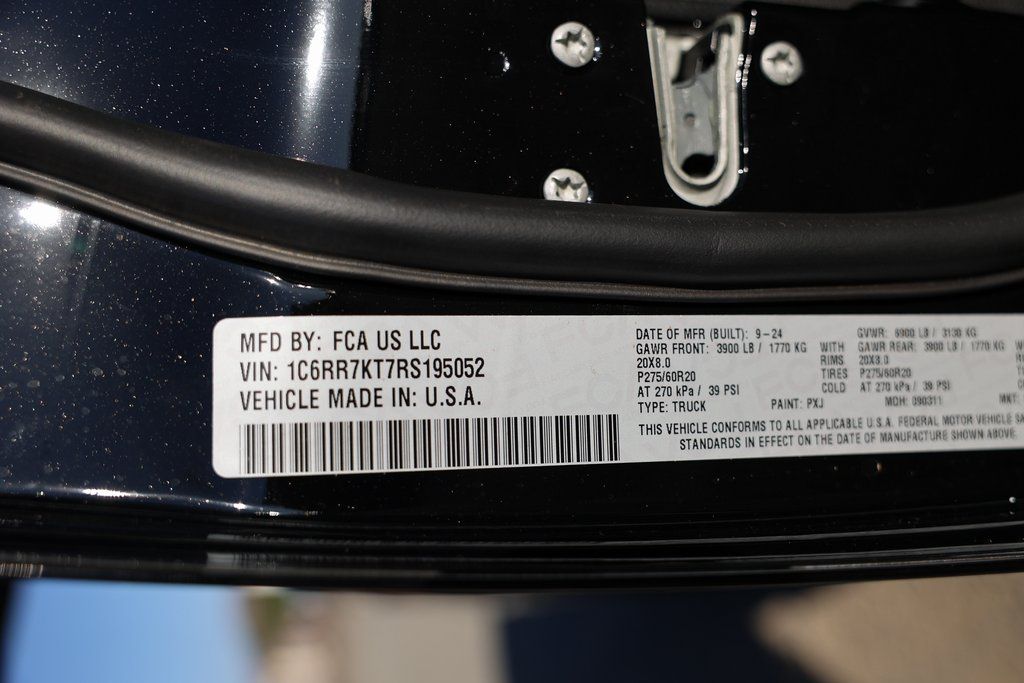 MFD BY: FCA US LLC
VIN: 1C6RR7KT7RS195052
VEHICLE MADE IN: U.S.A.
DATE OF MFR (BUILT): 9-24 GVWR: 6900 LB / 3130 KG
GAWR FRONT: 3900 LB / 1770 KG WITH GAWR REAR: 3900 LB / 1770 KG
20X8.0 RIMS 20X8.0
P275/60R20 TIRES P275/60R20
AT 270 kPa / 39 PSI COLD AT 270 kPa / 39 PSI
TYPE: TRUCK PAINT: PXJ MDH: 090311 MKT:
THIS VEHICLE CONFORMS TO ALL APPLICABLE U.S.A. FEDERAL MOTOR VEHICLE
STANDARDS IN EFFECT ON THE DATE OF MANUFACTURE SHOWN ABOVE.